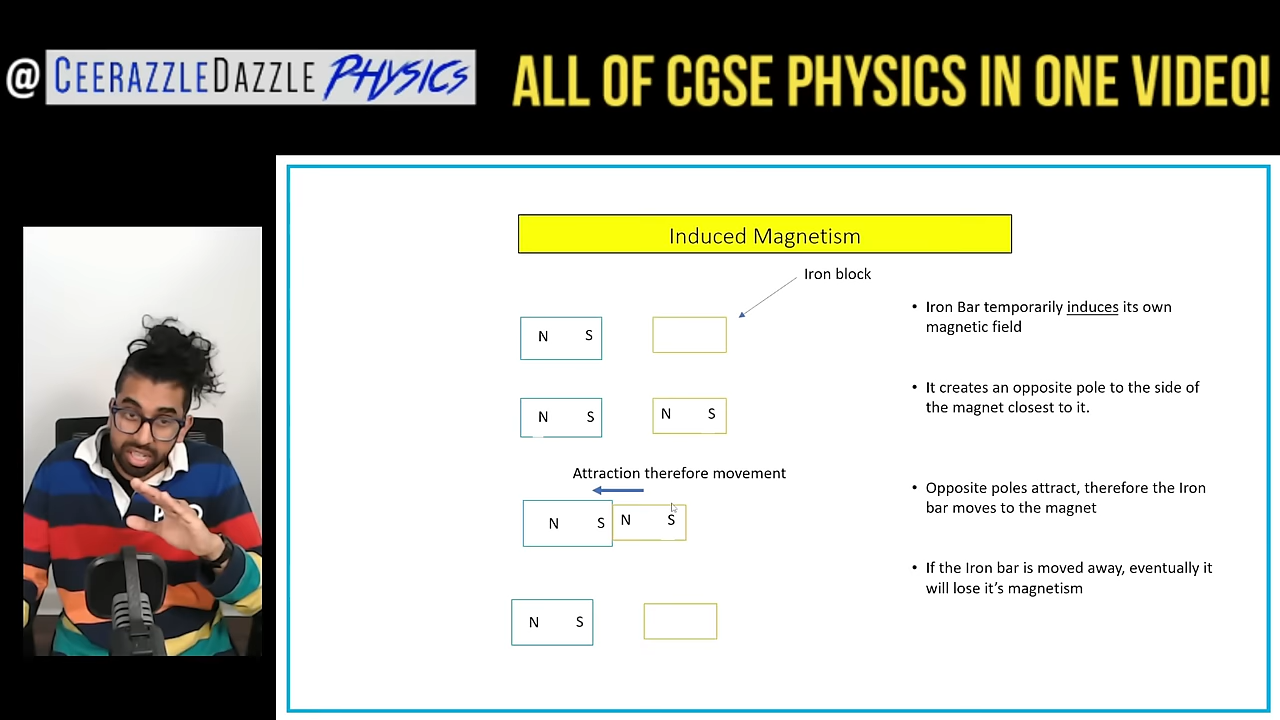 @ CEERAZZLEDAZZLE PHYSICS
ALL OF CGSE PHYSICS IN ONE VIDEO!
Induced Magnetism
Iron block
N S
N S N S
Attraction therefore movement
N S N S
N S
• Iron Bar temporarily induces its own
magnetic field
• It creates an opposite pole to the side of
the magnet closest to it.
• Opposite poles attract, therefore the Iron
bar moves to the magnet
• If the Iron bar is moved away, eventually it
will lose it's magnetism